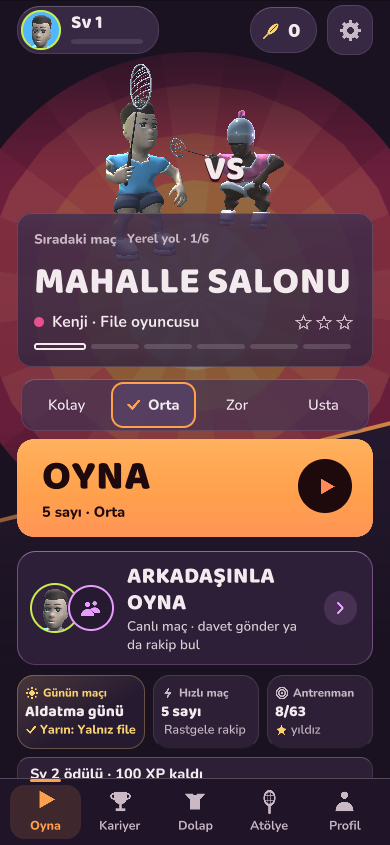 Sv 1
0
VS
Sıradaki maç Yerel yol · 1/6
MAHALLE SALONU
Kenji · File oyuncusu
Kolay
Orta
Zor
Usta
OYNA
5 sayı · Orta
ARKADAŞINLA
OYNA
Canlı maç · davet gönder ya
da rakip bul
Günün maçı
Aldatma günü
Yarın: Yalnız file
Hızlı maç
5 sayı
Rastgele rakip
Antrenman
8/63
yıldız
Sv 2 ödülü · 100 XP kaldı
Oyna
Kariyer
Dolap
Atölye
Profil